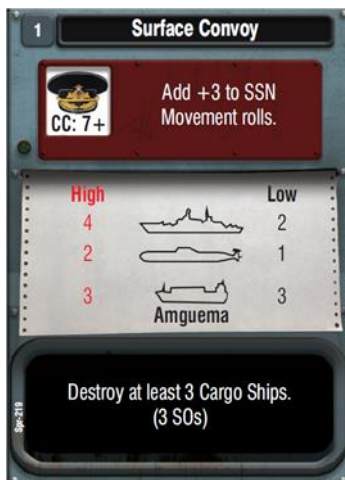 1 Surface Convoy
CC: 7+
Add +3 to SSN
Movement rolls.
High Low
4 2
2 1
3 3
Amguema
Destroy at least 3 Cargo Ships.
(3 SOs)
Spr-219